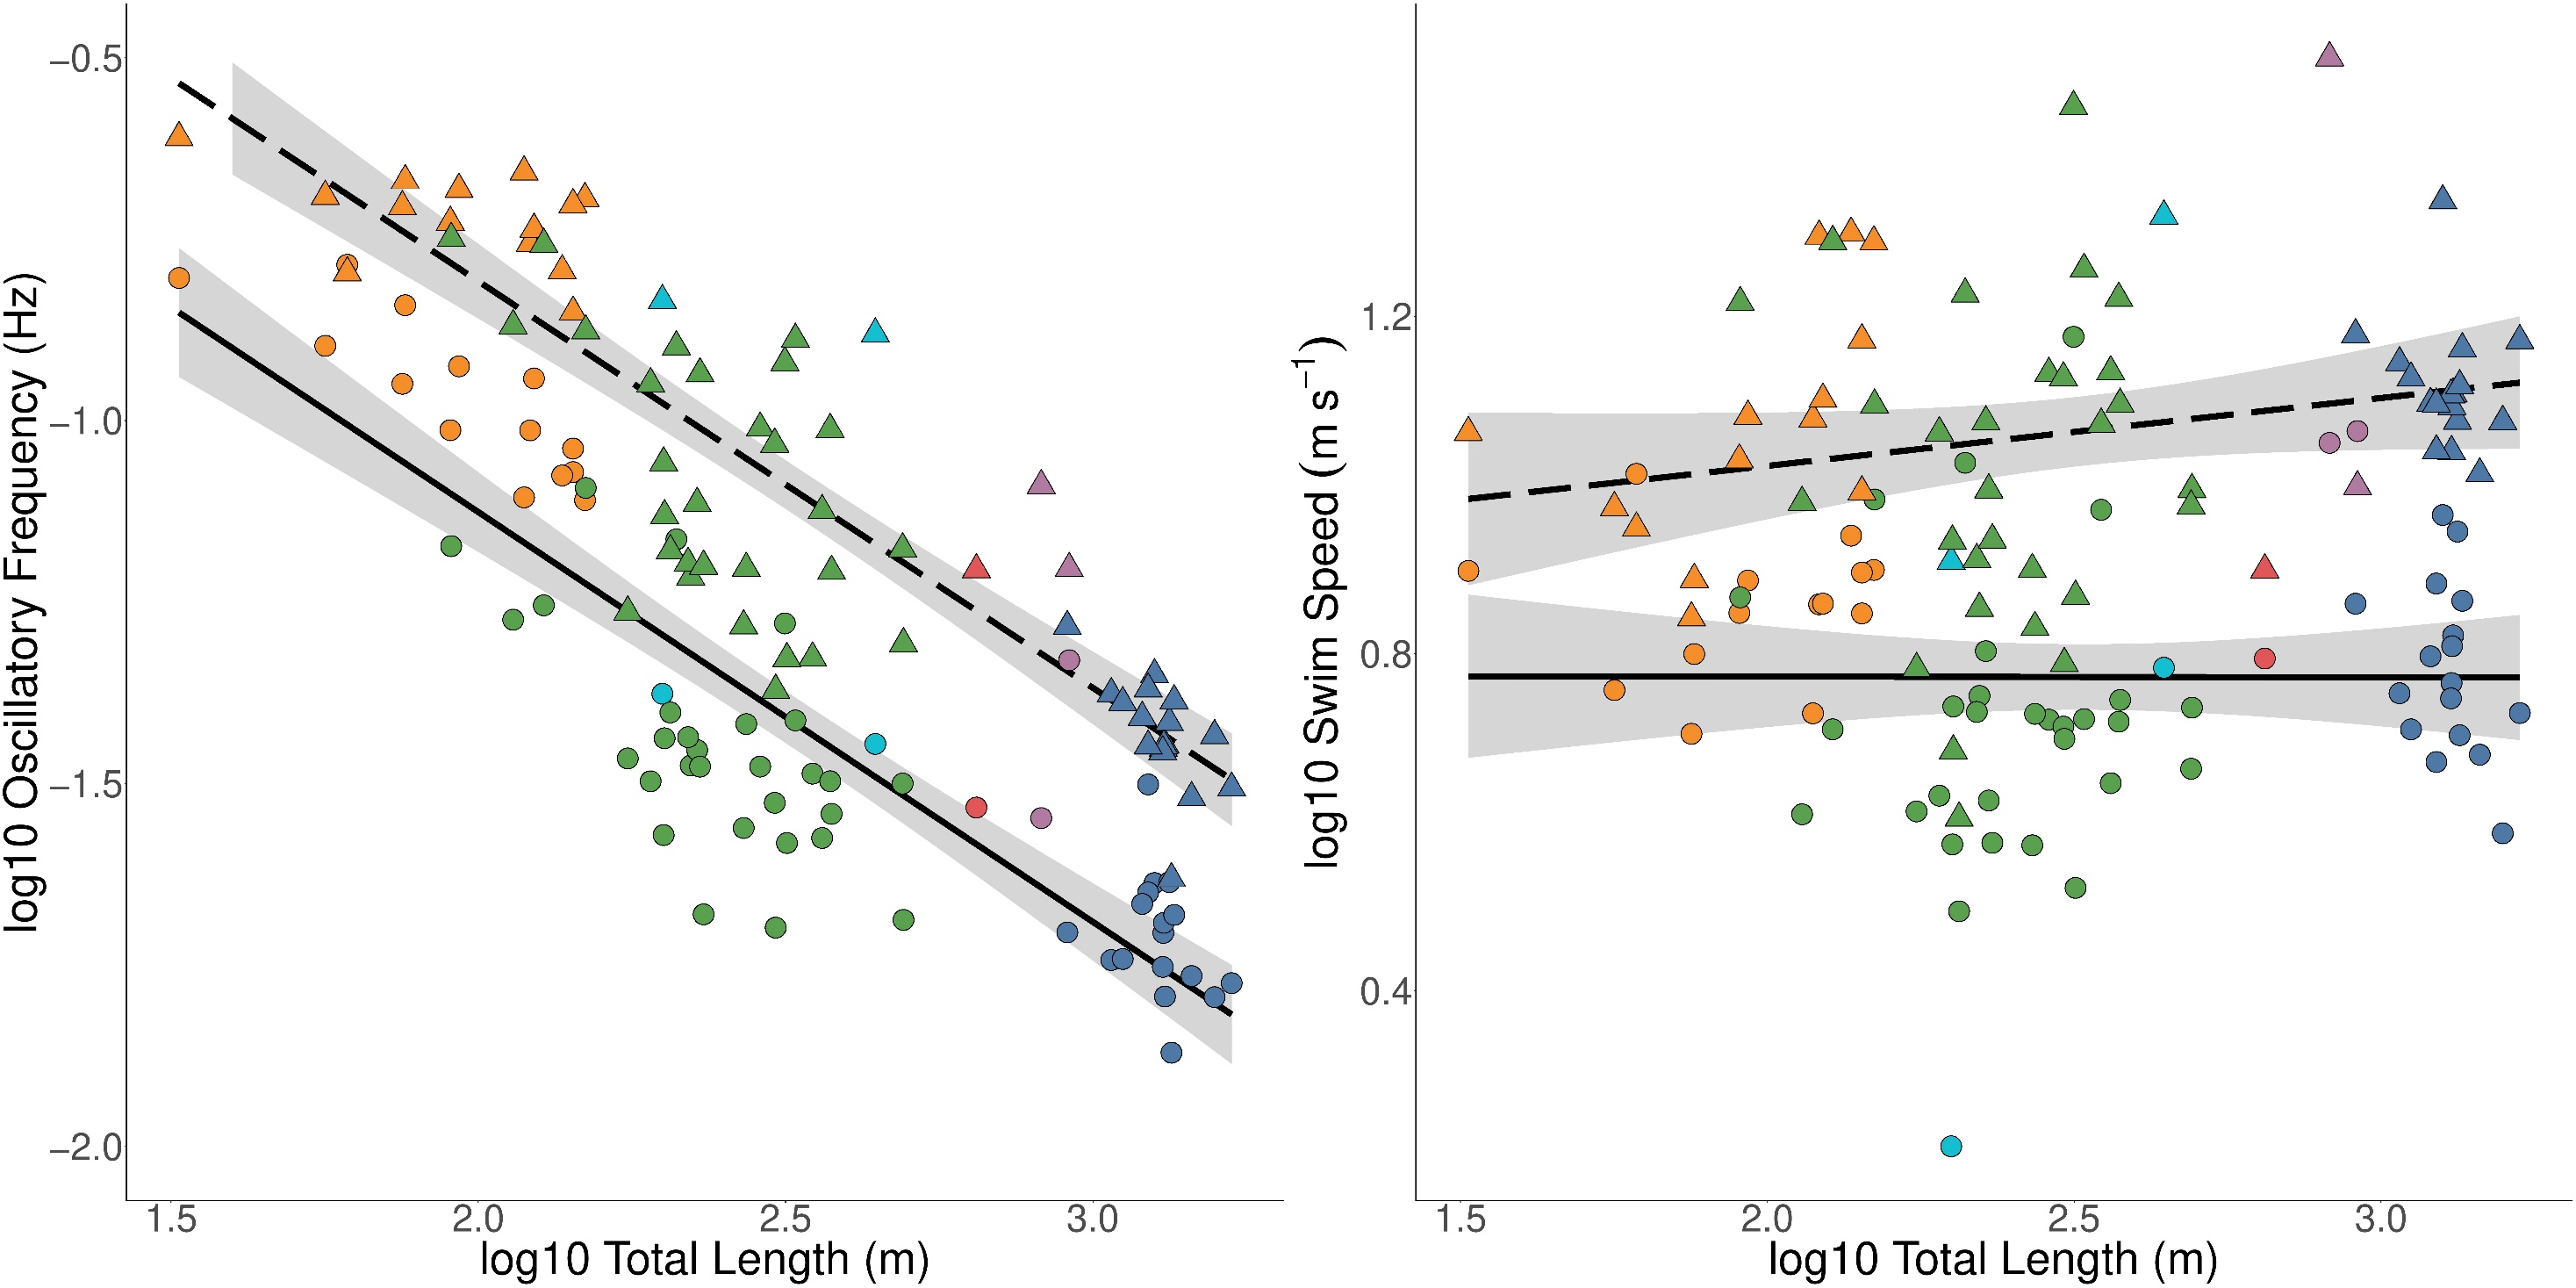 log10 Oscillatory Frequency (Hz)
−0.5
−1.0
−1.5
−2.0
1.5 2.0 2.5 3.0
log10 Total Length (m)
log10 Swim Speed (m s⁻¹)
1.2
0.8
0.4
1.5 2.0 2.5 3.0
log10 Total Length (m)